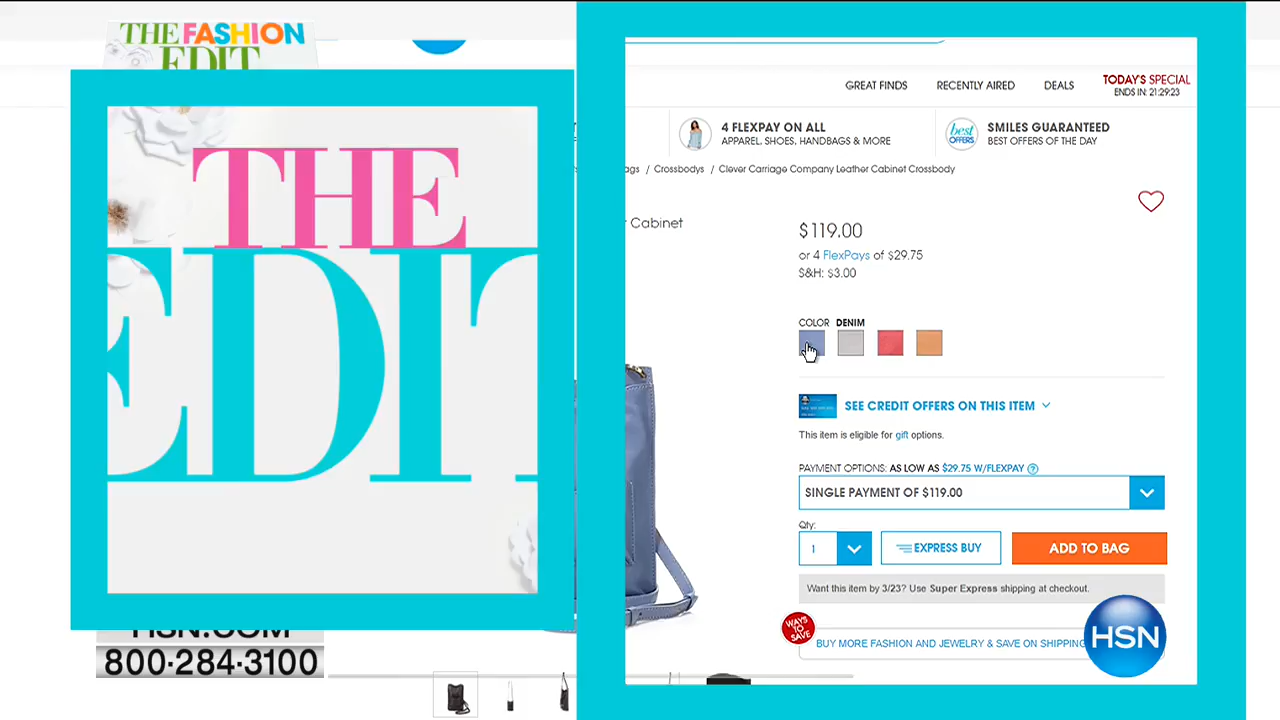 THE FASHION
EDIT
THE
EDIT
HSN.COM
800·284·3100
GREAT FINDS
RECENTLY AIRED
DEALS
TODAY'S SPECIAL
ENDS IN: 21:29:23
4 FLEXPAY ON ALL
APPAREL, SHOES, HANDBAGS & MORE
best
OFFERS
SMILES GUARANTEED
BEST OFFERS OF THE DAY
ags / Crossbodys / Clever Carriage Company Leather Cabinet Crossbody
r Cabinet
$119.00
or 4 FlexPays of $29.75
S&H: $3.00
COLOR DENIM
SEE CREDIT OFFERS ON THIS ITEM
This item is eligible for gift options.
PAYMENT OPTIONS: AS LOW AS $29.75 W/FLEXPAY ?
SINGLE PAYMENT OF $119.00
Qty:
1
EXPRESS BUY
ADD TO BAG
Want this item by 3/23? Use Super Express shipping at checkout.
WAYS
TO
SAVE
BUY MORE FASHION AND JEWELRY & SAVE ON SHIPPING
HSN